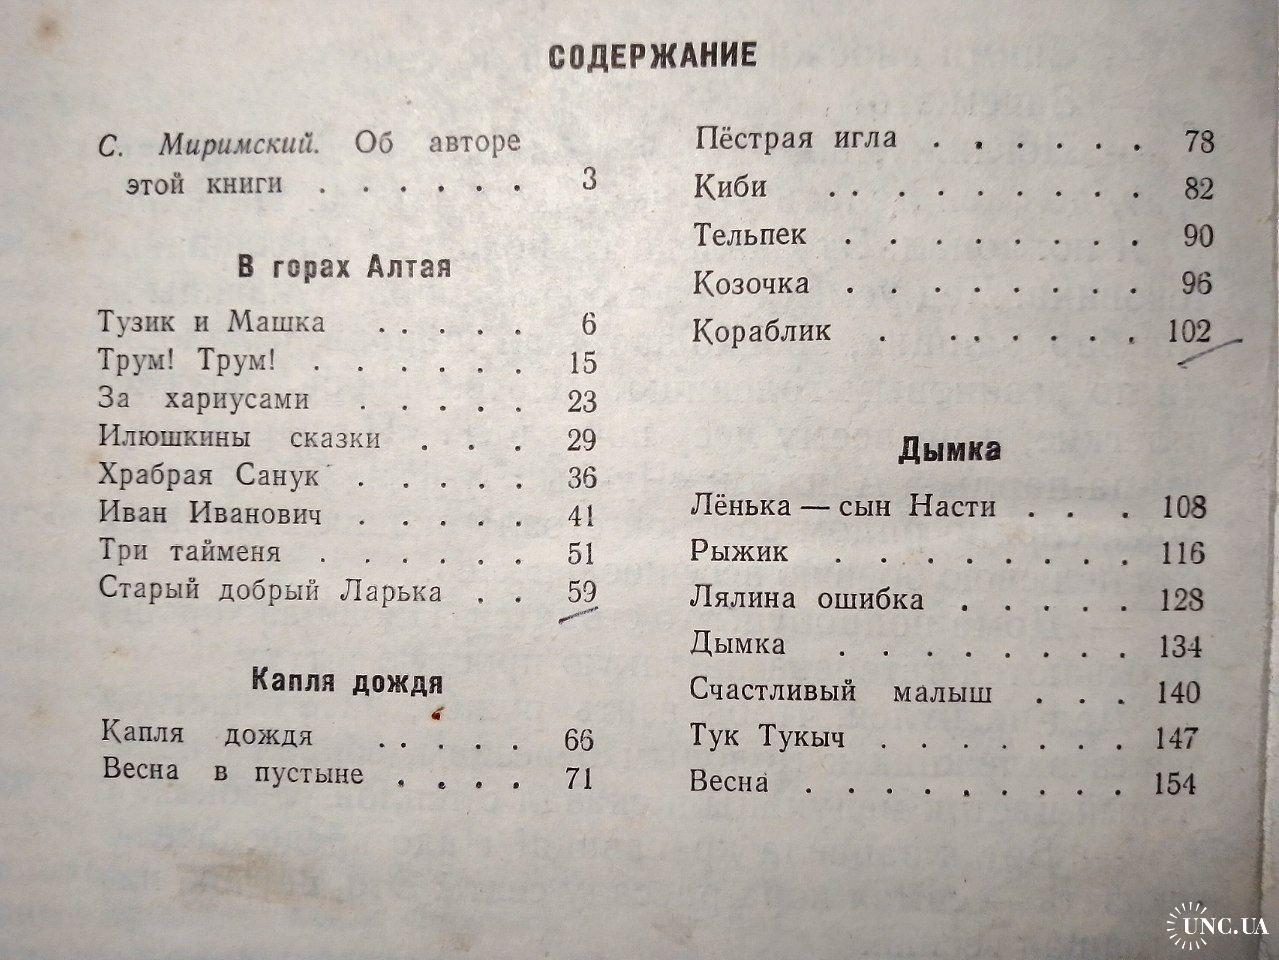 СОДЕРЖАНИЕ
С. Миримский. Об авторе
этой книги . . . . . . 3
В горах Алтая
Тузик и Машка . . . . . 6
Трум! Трум! . . . . . . 15
За хариусами . . . . . 23
Илюшкины сказки . . . 29
Храбрая Санук . . . . . 36
Иван Иванович . . . . . 41
Три тайменя . . . . . . 51
Старый добрый Ларька . . 59
Капля дождя
Капля дождя . . . . . 66
Весна в пустыне . . . . 71
Пёстрая игла . . . . . . 78
Киби . . . . . . . . 82
Тельпек . . . . . . . . 90
Козочка . . . . . . . . 96
Кораблик . . . . . . . 102
Дымка
Лёнька — сын Насти . . . 108
Рыжик . . . . . . . . 116
Лялина ошибка . . . . . 128
Дымка . . . . . . . . 134
Счастливый малыш . . . 140
Тук Тукыч . . . . . . . 147
Весна . . . . . . . . . 154
UNC.UA